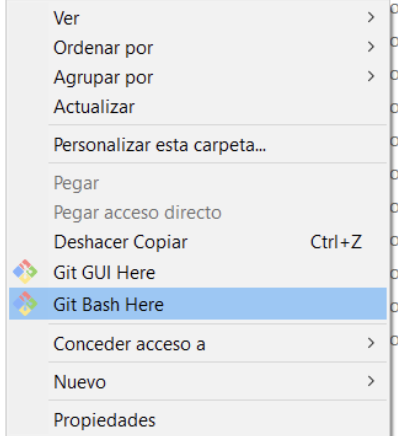 Ver
Ordenar por
Agrupar por
Actualizar
Personalizar esta carpeta...
Pegar
Pegar acceso directo
Deshacer Copiar Ctrl+Z
Git GUI Here
Git Bash Here
Conceder acceso a
Nuevo
Propiedades